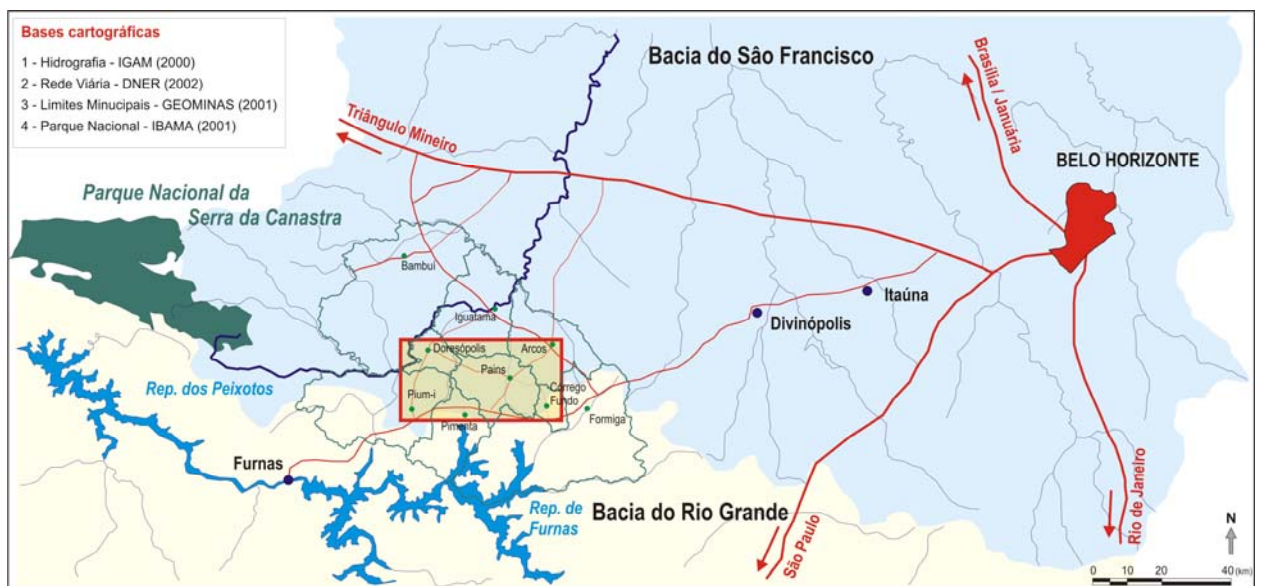 Bases cartográficas
1 - Hidrografia - IGAM (2000)
2 - Rede Viária - DNER (2002)
3 - Limites Minucipais - GEOMINAS (2001)
4 - Parque Nacional - IBAMA (2001)
Bacia do Sâo Francisco
Brasília / Januária
Triângulo Mineiro
BELO HORIZONTE
Parque Nacional da
Serra da Canastra
Bambuí
Iguatama
Itaúna
Divinópolis
Doresópolis
Arcos
Pains
Rep. dos Peixotos
Pium-i
Córrego
Fundo
Pimenta
Formiga
Furnas
Rep. de
Furnas
Bacia do Rio Grande
São Paulo
Rio de Janeiro
N
0 10 20 40 (km)